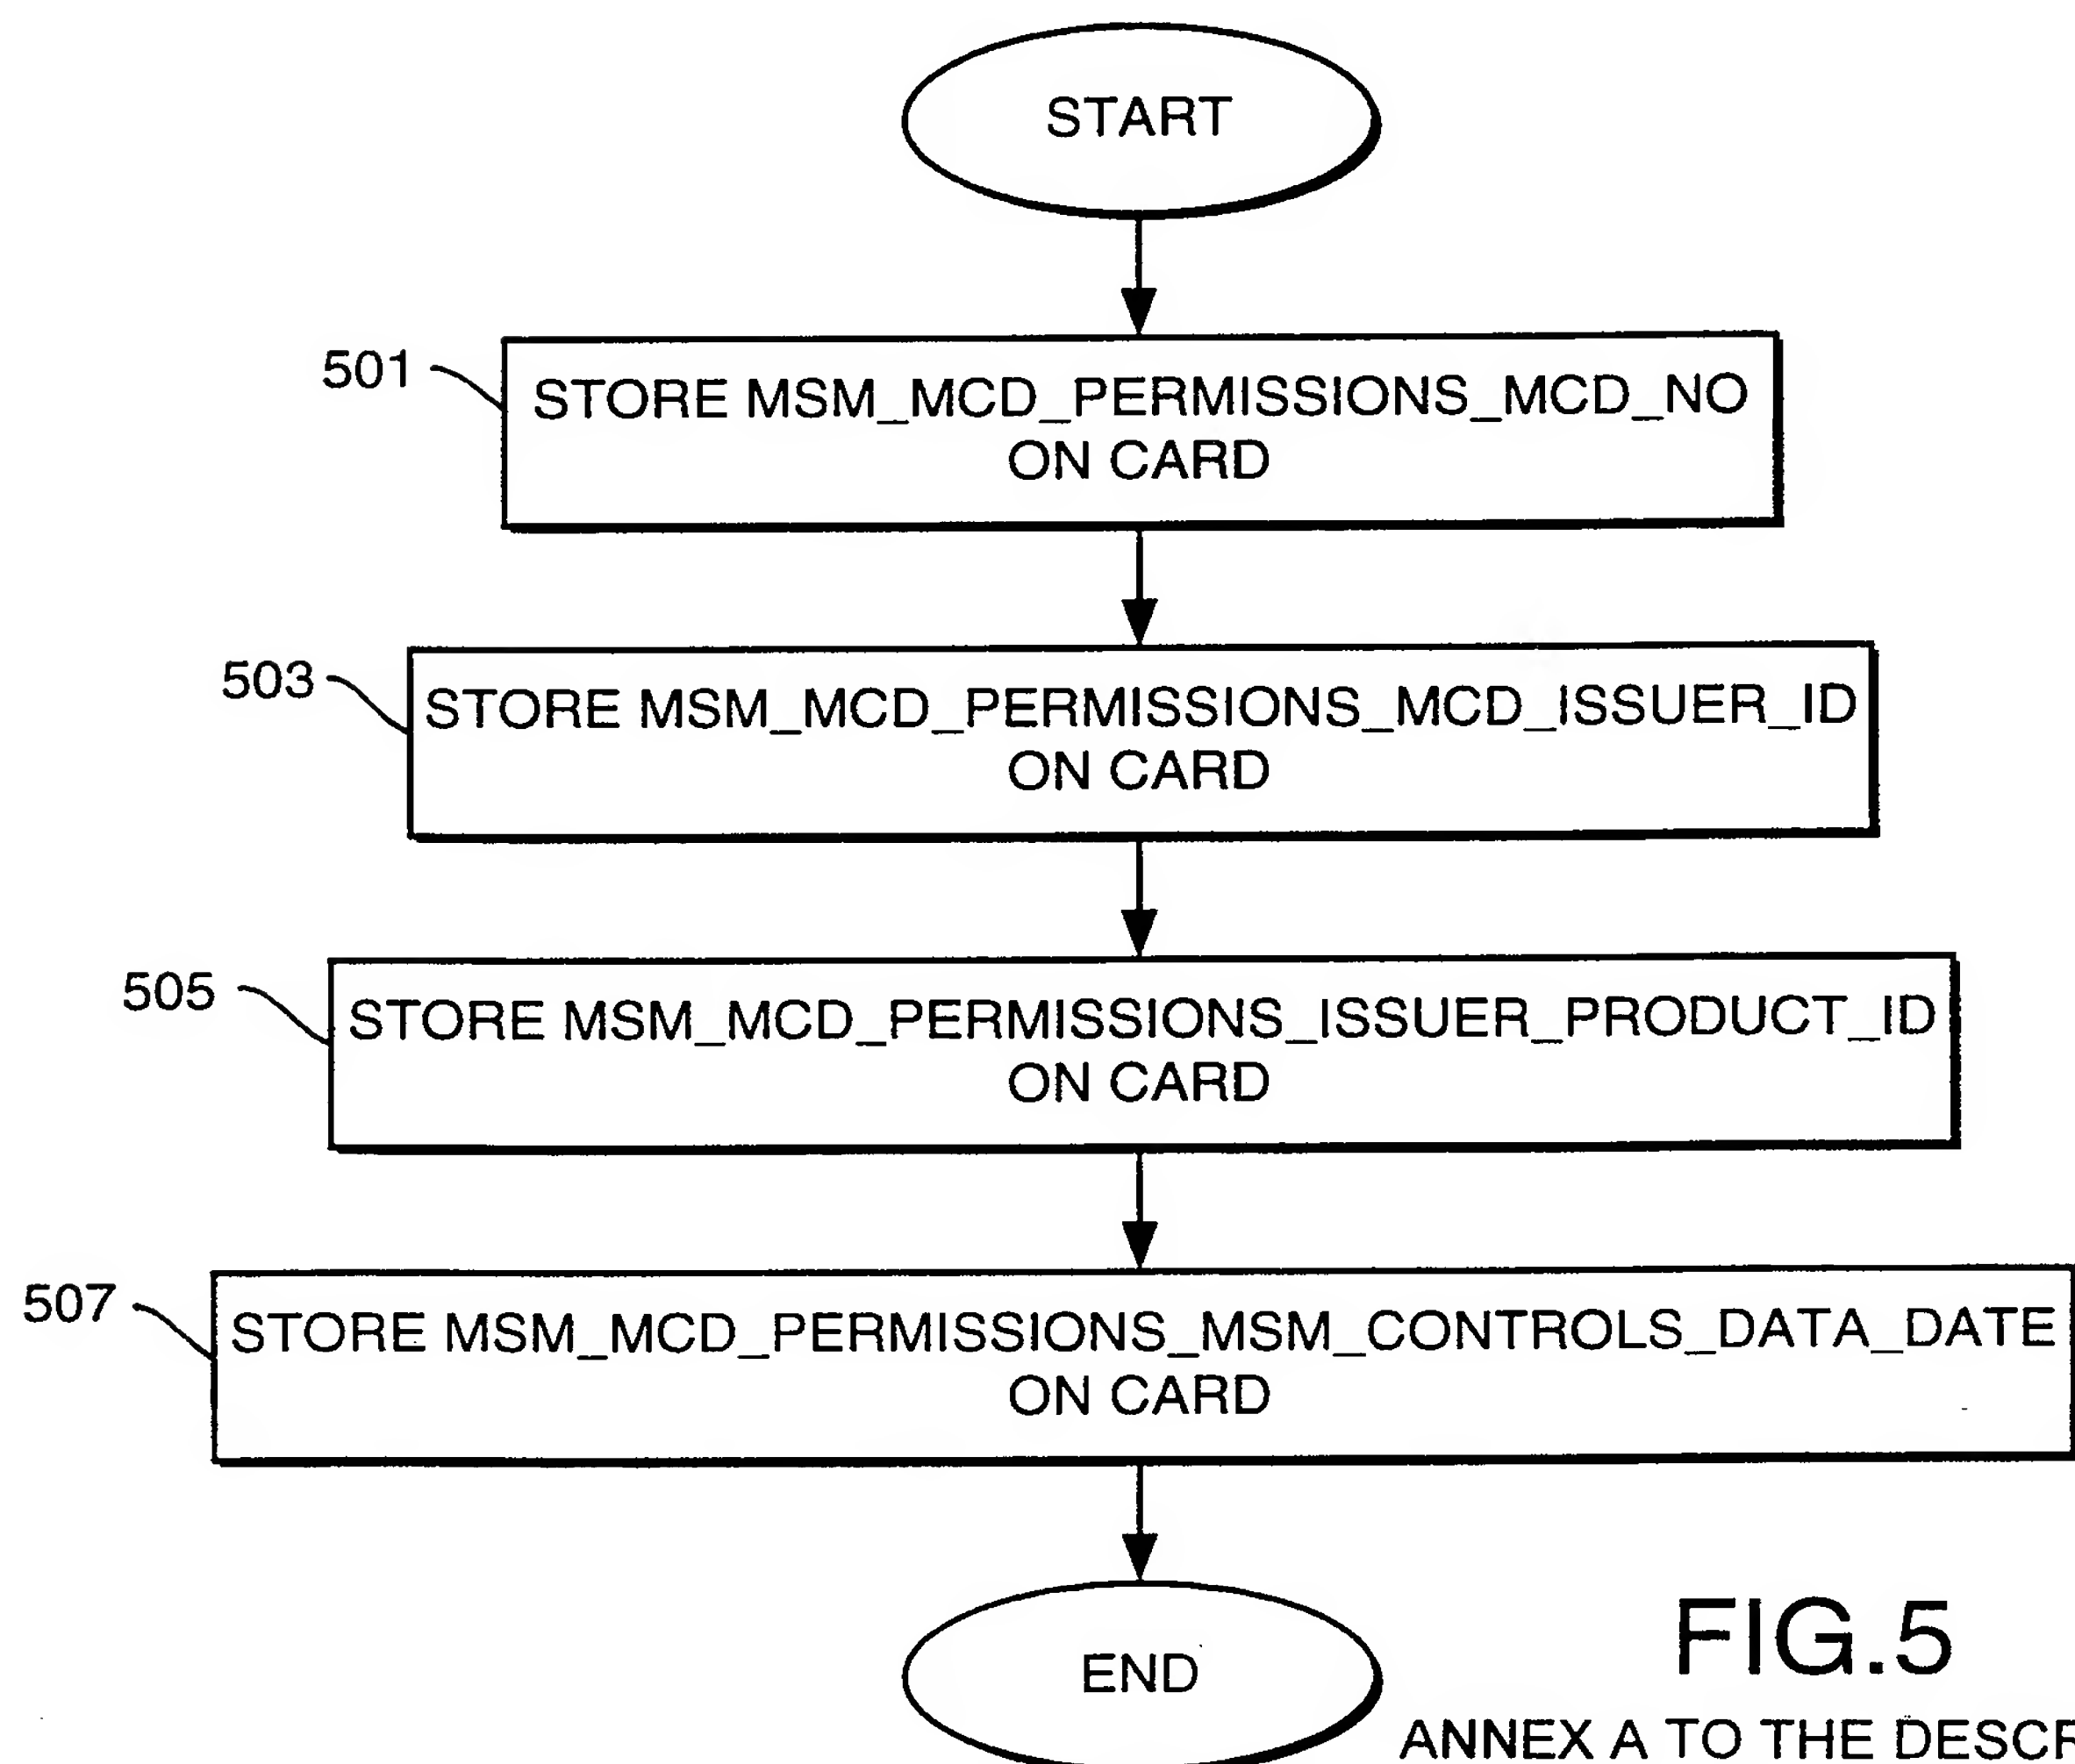 START
501
STORE MSM_MCD_PERMISSIONS_MCD_NO
ON CARD
503
STORE MSM_MCD_PERMISSIONS_MCD_ISSUER_ID
ON CARD
505
STORE MSM_MCD_PERMISSIONS_ISSUER_PRODUCT_ID
ON CARD
507
STORE MSM_MCD_PERMISSIONS_MSM_CONTROLS_DATA_DATE
ON CARD
END
FIG.5
ANNEX A TO THE